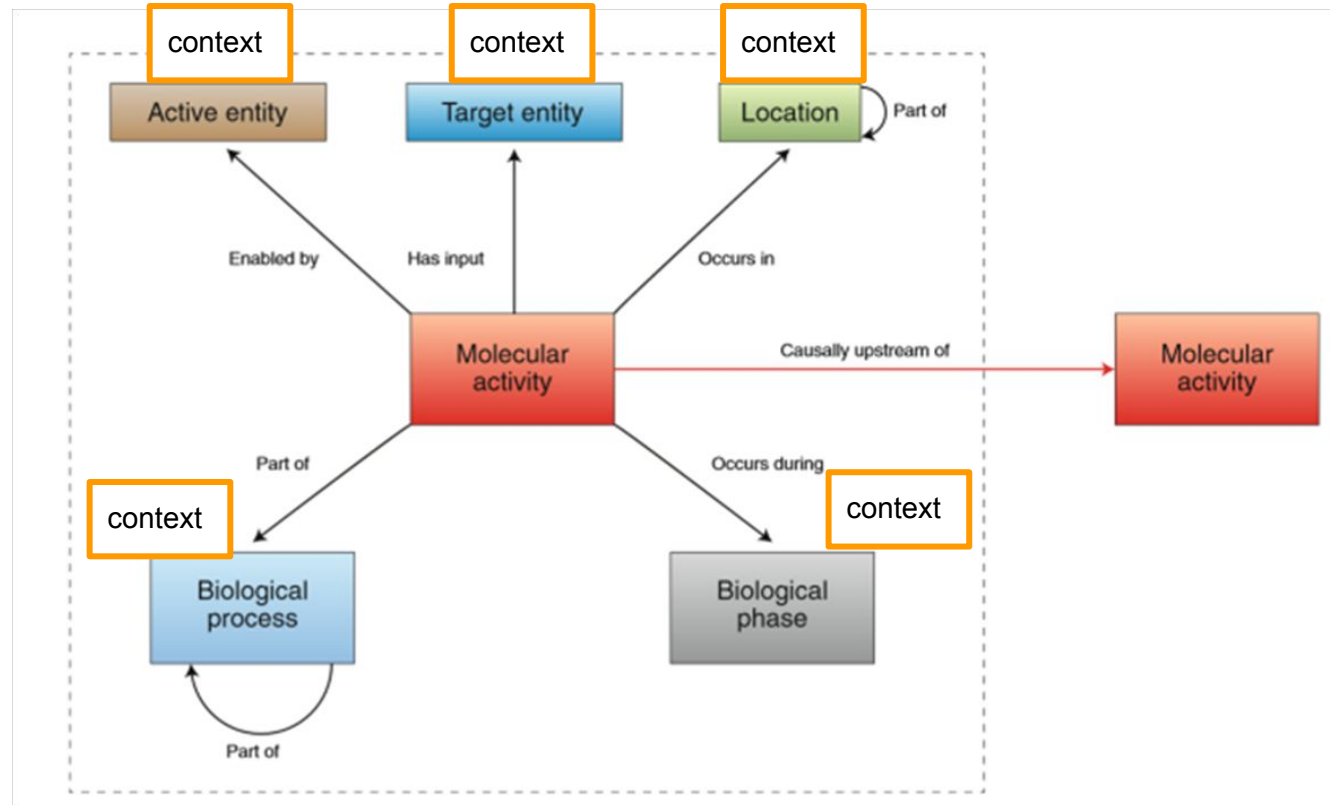 context
context
context
Active entity
Target entity
Location
Part of
Enabled by
Has input
Occurs in
Molecular
activity
Causally upstream of
Molecular
activity
Part of
Occurs during
context
context
Biological
process
Biological
phase
Part of